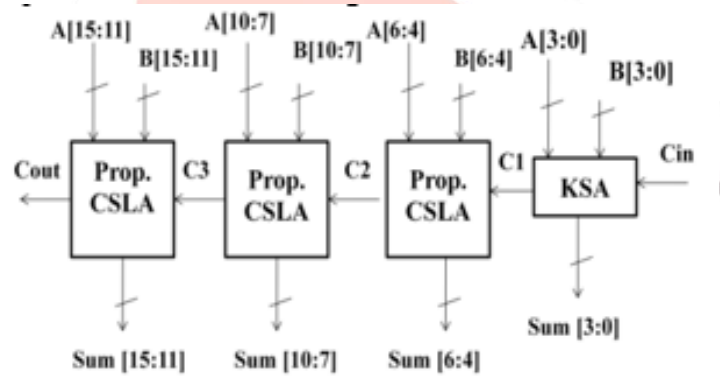 A[15:11]
B[15:11]
A[10:7]
B[10:7]
A[6:4]
B[6:4]
A[3:0]
B[3:0]
Cout
Prop.
CSLA
C3
Prop.
CSLA
C2
Prop.
CSLA
C1
KSA
Cin
Sum [15:11]
Sum [10:7]
Sum [6:4]
Sum [3:0]